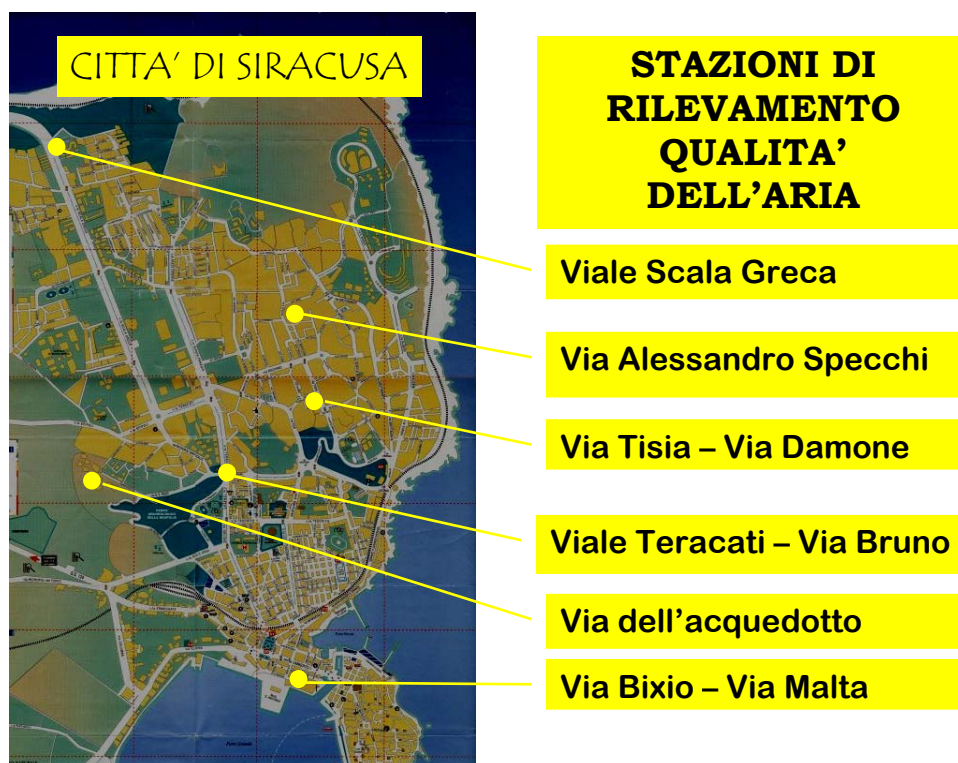 CITTA' DI SIRACUSA
STAZIONI DI
RILEVAMENTO
QUALITA'
DELL'ARIA
Viale Scala Greca
Via Alessandro Specchi
Via Tisia – Via Damone
Viale Teracati – Via Bruno
Via dell'acquedotto
Via Bixio – Via Malta